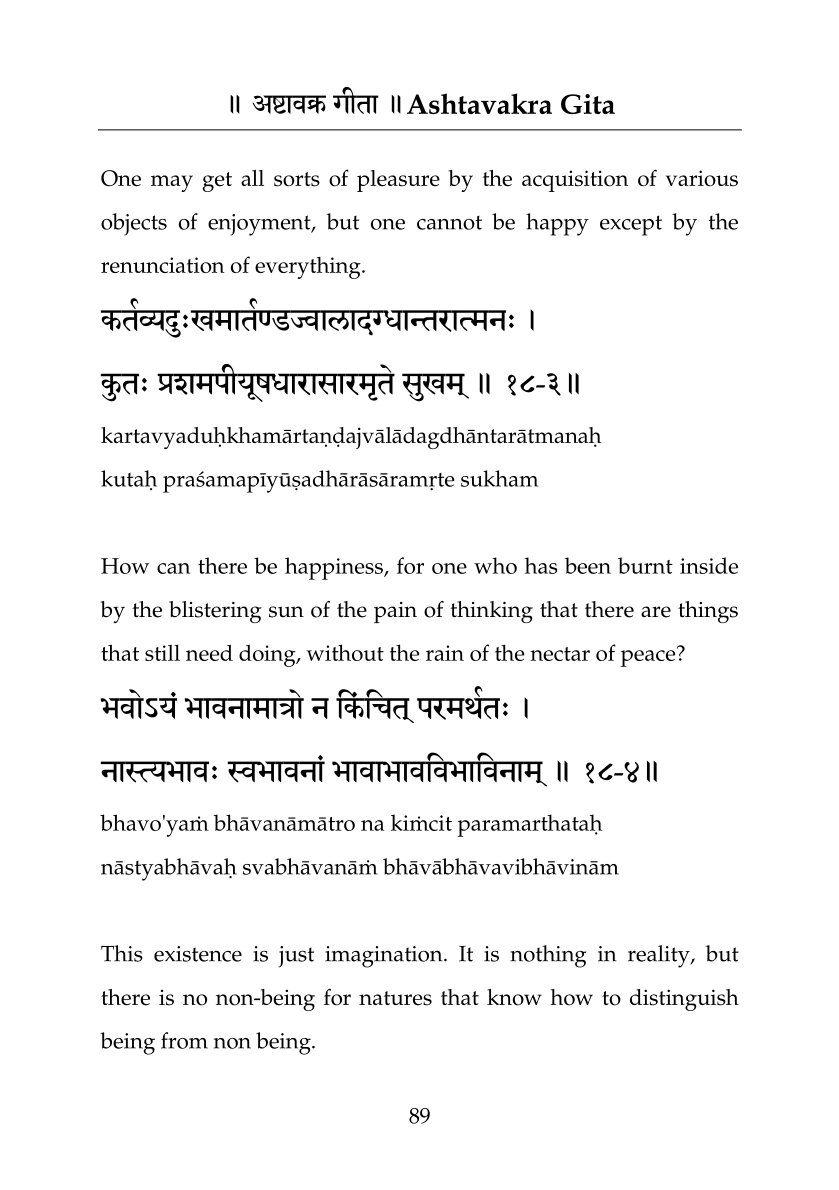 ॥ अष्टावक्र गीता ॥ Ashtavakra Gita
One may get all sorts of pleasure by the acquisition of various
objects of enjoyment, but one cannot be happy except by the
renunciation of everything.
कर्तव्यदुःखमार्तण्डज्वालादग्धान्तरात्मनः ।
कुतः प्रशमपीयूषधारासारमृते सुखम् ॥ १८-३॥
kartavyaduḥkhamārtaṇḍajvālādagdhāntarātmanaḥ
kutaḥ praśamapīyūṣadhārāsāramṛte sukham
How can there be happiness, for one who has been burnt inside
by the blistering sun of the pain of thinking that there are things
that still need doing, without the rain of the nectar of peace?
भवोऽयं भावनामात्रो न किंचित् परमर्थतः ।
नास्त्यभावः स्वभावनां भावाभावविभाविनाम् ॥ १८-४॥
bhavo'yaṁ bhāvanāmātro na kiṁcit paramarthataḥ
nāstyabhāvaḥ svabhāvanāṁ bhāvābhāvavibhāvinām
This existence is just imagination. It is nothing in reality, but
there is no non-being for natures that know how to distinguish
being from non being.
89